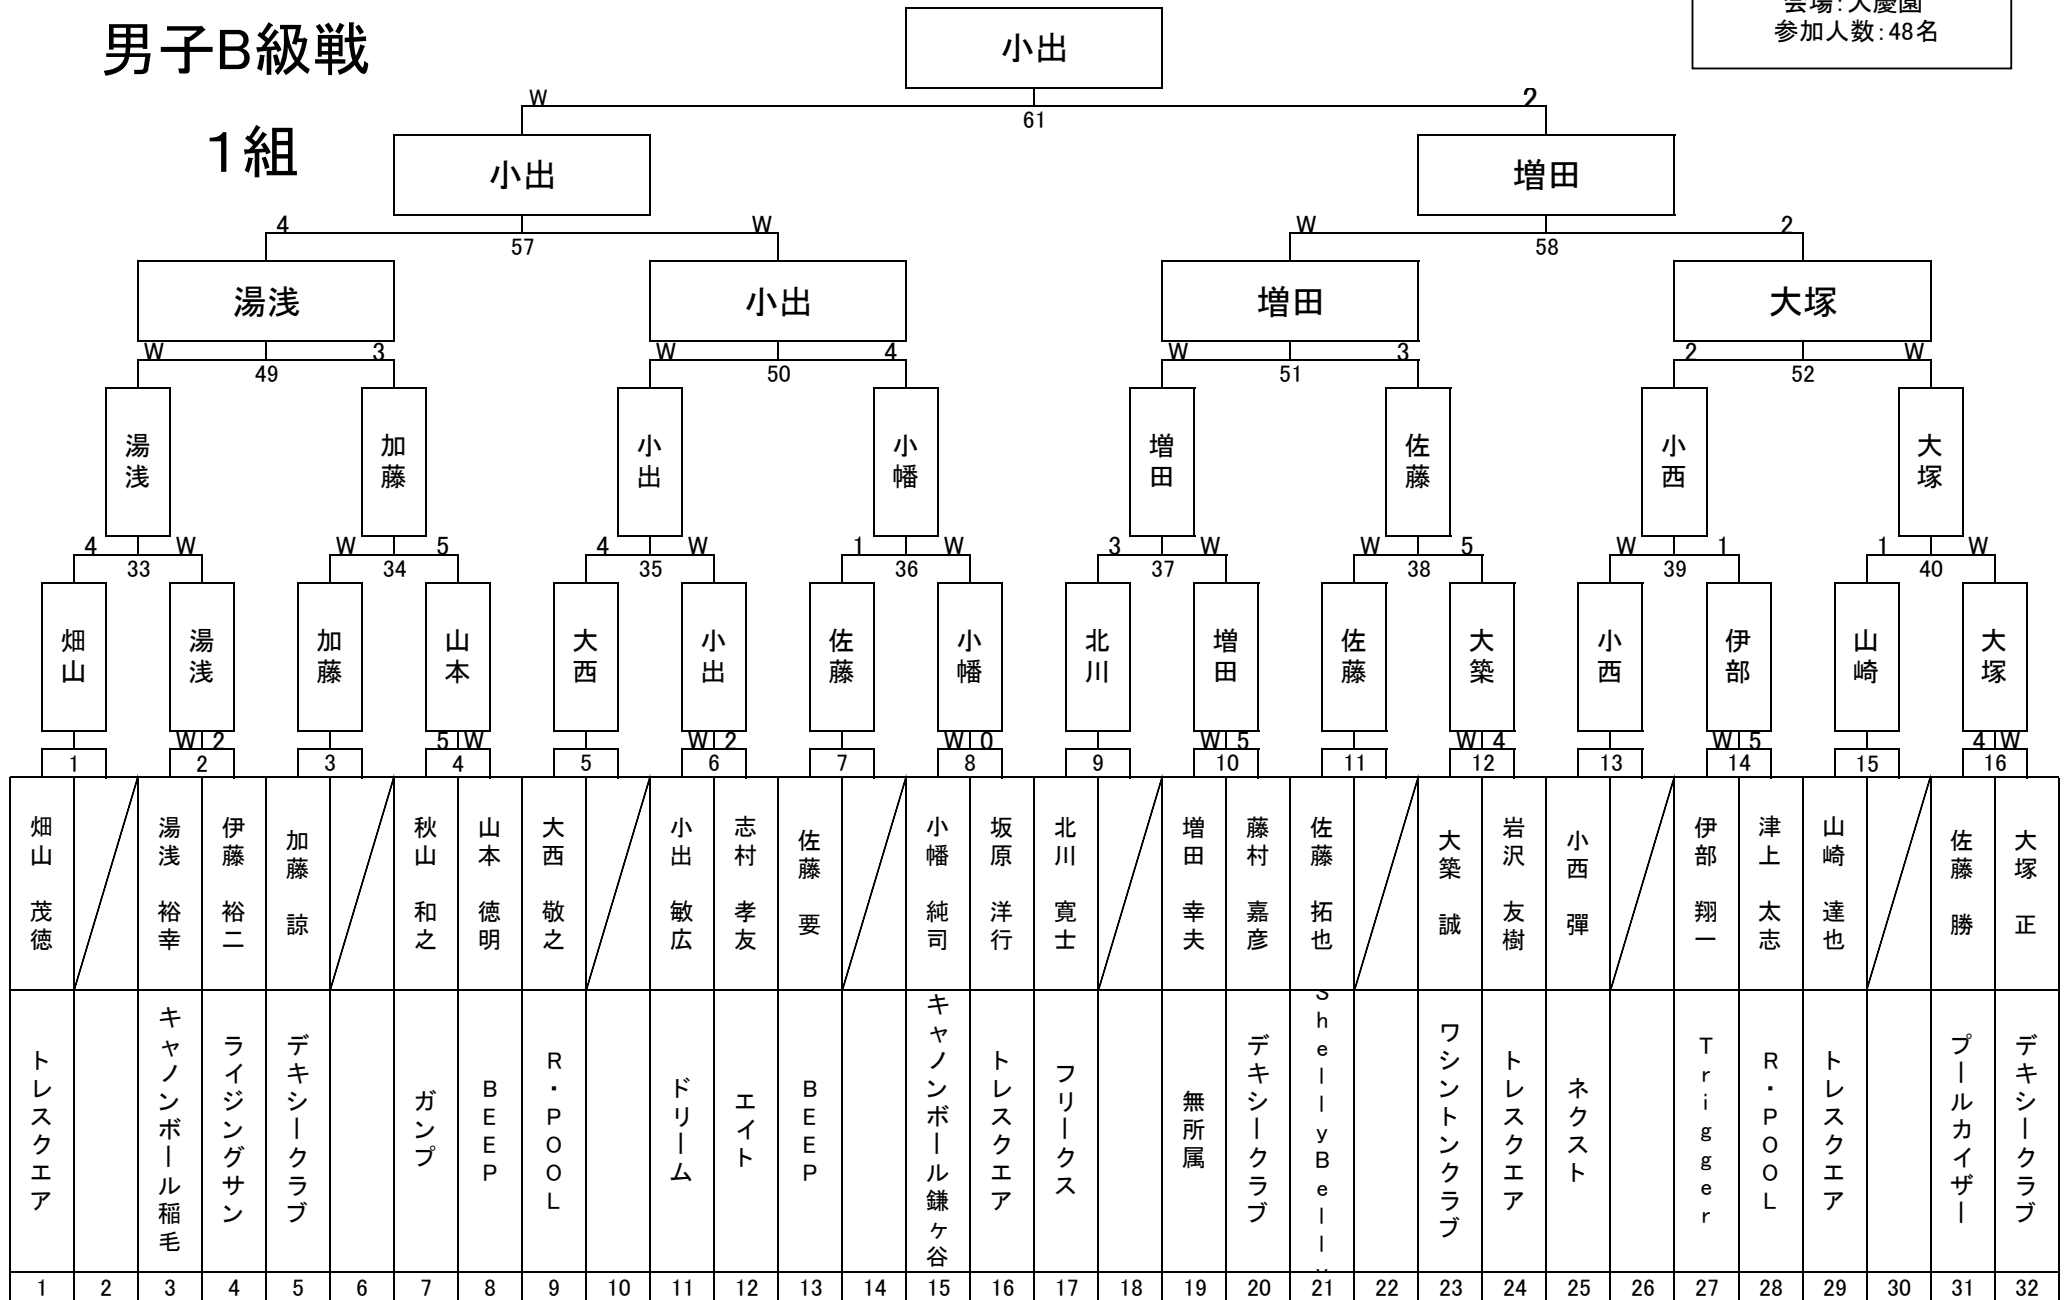 会場：大慶園
参加人数：48名
男子B級戦
1組
小出
W 2
61
小出 増田
4 W W 2
57 58
湯浅 小出 増田 大塚
W 3 W 4 W 3 2 W
49 50 51 52
湯浅 加藤 小出 小幡 増田 佐藤 小西 大塚
4 W W 5 4 W 1 W 3 W W 5 W 1 1 W
33 34 35 36 37 38 39 40
畑山 湯浅 加藤 山本 大西 小出 佐藤 小幡 北川 増田 佐藤 大築 小西 伊部 山崎 大塚
W 2 5 W W 2 W 0 W 5 W 4 W 5 4 W
1 2 3 4 5 6 7 8 9 10 11 12 13 14 15 16
畑山 茂徳
湯浅 裕幸
伊藤 裕二
加藤 諒
秋山 和之
山本 徳明
大西 敬之
小出 敏広
志村 孝友
佐藤 要
小幡 純司
坂原 洋行
北川 寛士
増田 幸夫
藤村 嘉彦
佐藤 拓也
大築 誠
岩沢 友樹
小西 彈
伊部 翔一
津上 太志
山崎 達也
佐藤 勝
大塚 正
トレスクエア
キャノンボール稲毛
ライジングサン
デキシークラブ
ガンプ
BEEP
R・POOL
ドリーム
エイト
BEEP
キャノンボール鎌ヶ谷
トレスクエア
フリークス
無所属
デキシークラブ
ShellyBelly
ワシントンクラブ
トレスクエア
ネクスト
Trigger
R・POOL
トレスクエア
プールカイザー
デキシークラブ
1 2 3 4 5 6 7 8 9 10 11 12 13 14 15 16 17 18 19 20 21 22 23 24 25 26 27 28 29 30 31 32